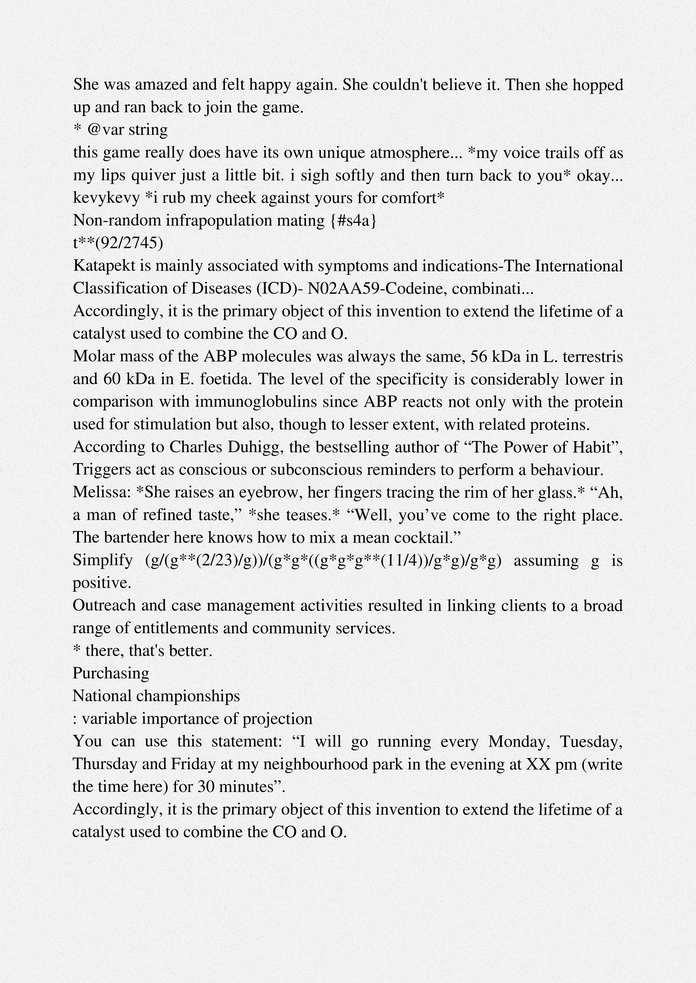 She was amazed and felt happy again. She couldn't believe it. Then she hopped
up and ran back to join the game.
* @var string
this game really does have its own unique atmosphere... *my voice trails off as
my lips quiver just a little bit. i sigh softly and then turn back to you* okay...
kevykevy *i rub my cheek against yours for comfort*
Non-random infrapopulation mating {#s4a}
t**(92/2745)
Katapekt is mainly associated with symptoms and indications-The International
Classification of Diseases (ICD)- N02AA59-Codeine, combinati...
Accordingly, it is the primary object of this invention to extend the lifetime of a
catalyst used to combine the CO and O.
Molar mass of the ABP molecules was always the same, 56 kDa in L. terrestris
and 60 kDa in E. foetida. The level of the specificity is considerably lower in
comparison with immunoglobulins since ABP reacts not only with the protein
used for stimulation but also, though to lesser extent, with related proteins.
According to Charles Duhigg, the bestselling author of “The Power of Habit”,
Triggers act as conscious or subconscious reminders to perform a behaviour.
Melissa: *She raises an eyebrow, her fingers tracing the rim of her glass.* “Ah,
a man of refined taste,” *she teases.* “Well, you’ve come to the right place.
The bartender here knows how to mix a mean cocktail.”
Simplify (g/(g**(2/23)/g))/(g*g*((g*g*g**(11/4))/g*g)/g*g) assuming g is
positive.
Outreach and case management activities resulted in linking clients to a broad
range of entitlements and community services.
* there, that's better.
Purchasing
National championships
: variable importance of projection
You can use this statement: “I will go running every Monday, Tuesday,
Thursday and Friday at my neighbourhood park in the evening at XX pm (write
the time here) for 30 minutes”.
Accordingly, it is the primary object of this invention to extend the lifetime of a
catalyst used to combine the CO and O.